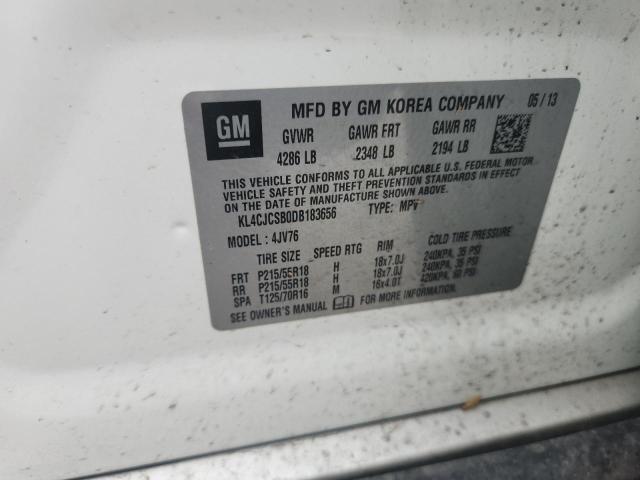 GM
MFD BY GM KOREA COMPANY 05/13
GVWR GAWR FRT GAWR RR
4286 LB 2348 LB 2194 LB
THIS VEHICLE CONFORMS TO ALL APPLICABLE U.S. FEDERAL MOTOR
VEHICLE SAFETY AND THEFT PREVENTION STANDARDS IN EFFECT
ON THE DATE OF MANUFACTURE SHOWN ABOVE.
KL4CJCSB0DB183656 TYPE: MPV
MODEL: 4JV76
TIRE SIZE SPEED RTG RIM COLD TIRE PRESSURE
FRT P215/55R18 H 18x7.0J 240KPA, 35 PSI
RR P215/55R18 H 18x7.0J 240KPA, 35 PSI
SPA T125/70R16 M 16x4.0T 420KPA, 60 PSI
SEE OWNER'S MANUAL FOR MORE INFORMATION.